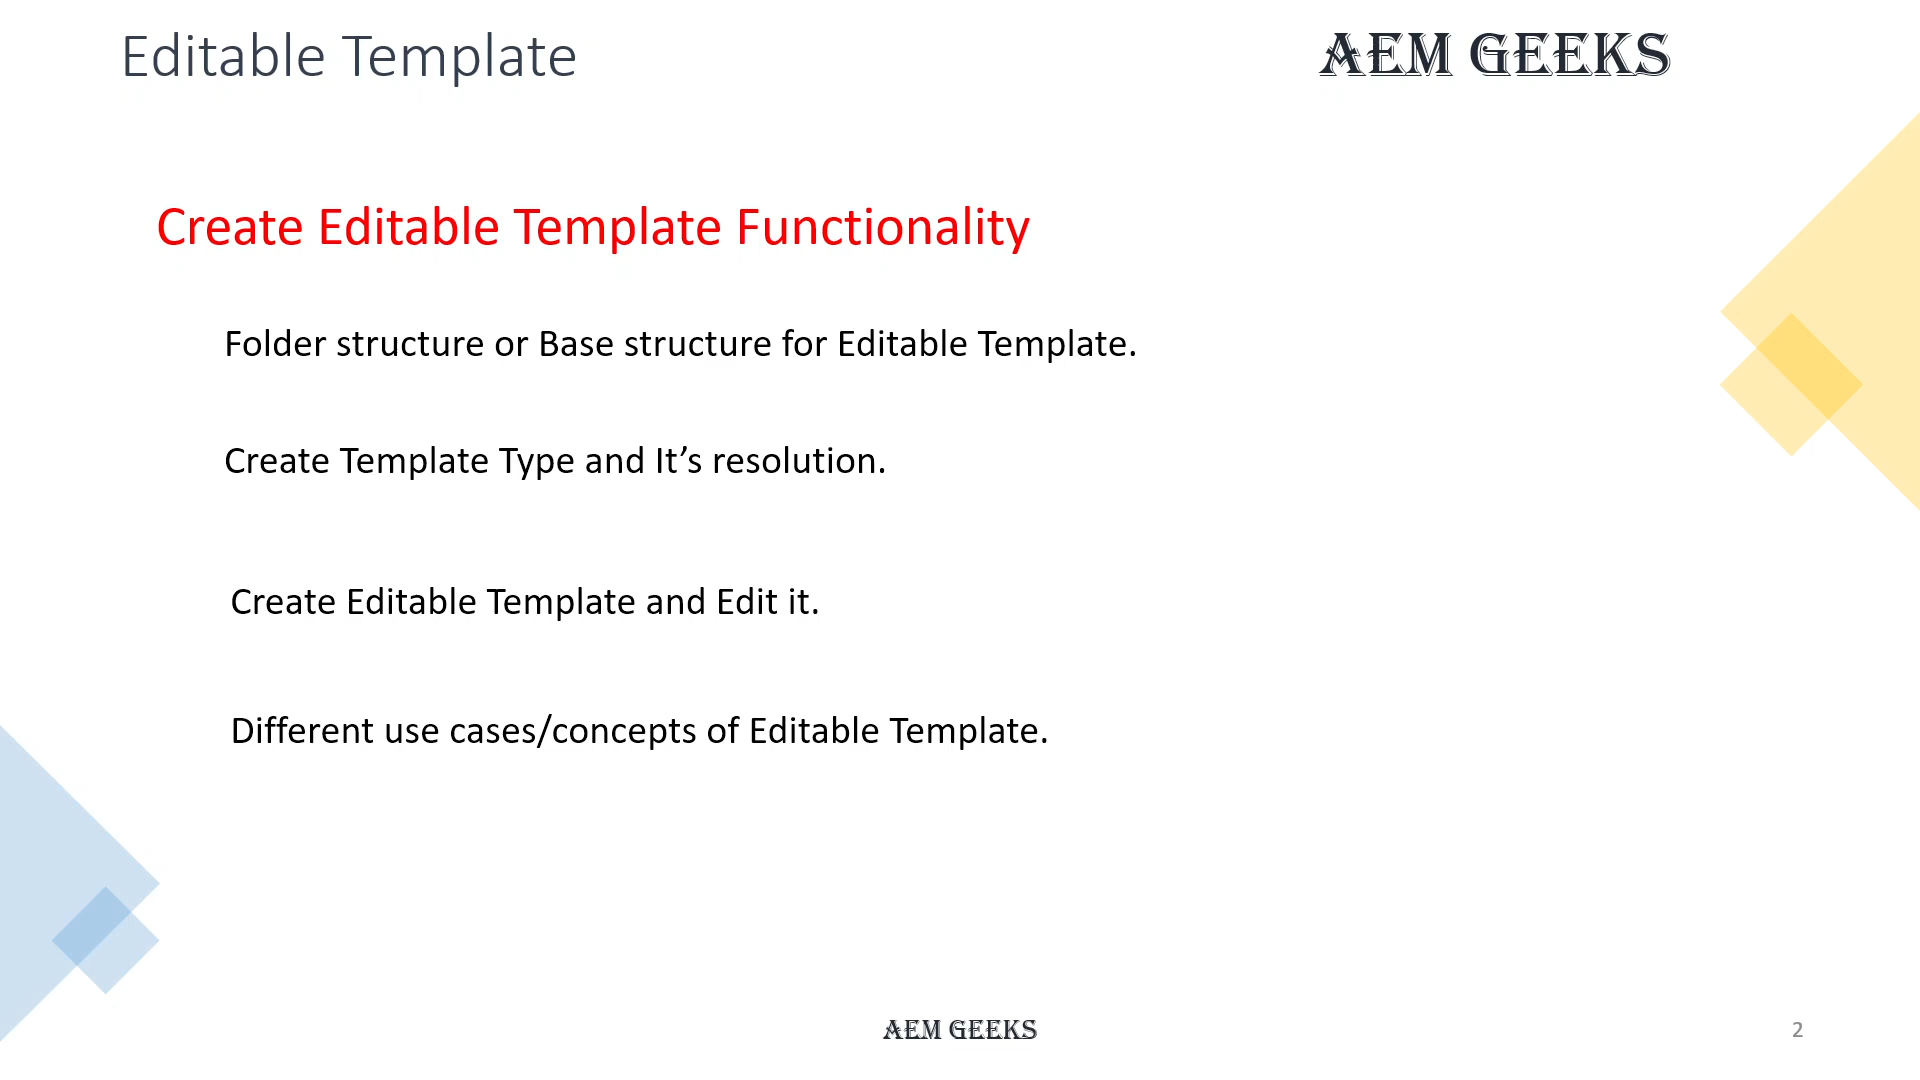 Editable Template
AEM GEEKS
Create Editable Template Functionality
Folder structure or Base structure for Editable Template.
Create Template Type and It’s resolution.
Create Editable Template and Edit it.
Different use cases/concepts of Editable Template.
AEM GEEKS
2